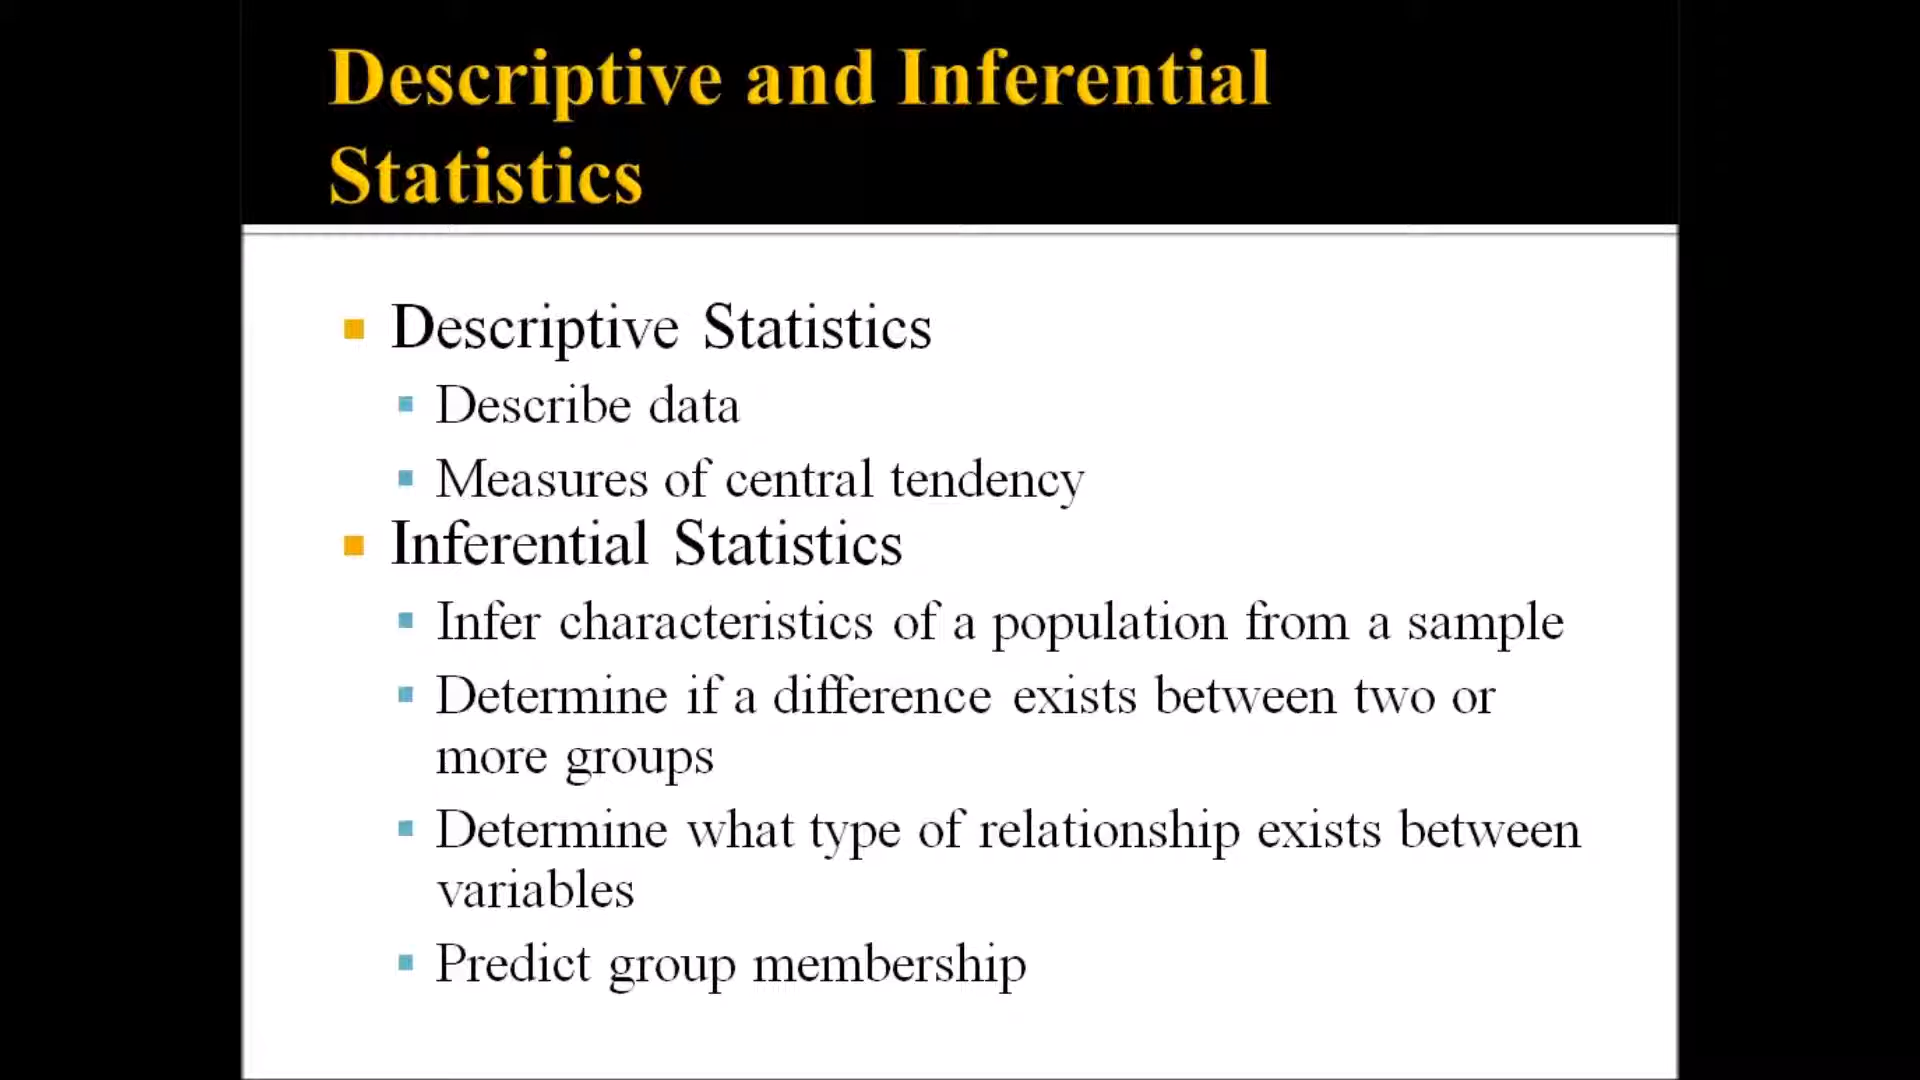 Descriptive and Inferential
Statistics
Descriptive Statistics
Describe data
Measures of central tendency
Inferential Statistics
Infer characteristics of a population from a sample
Determine if a difference exists between two or
more groups
Determine what type of relationship exists between
variables
Predict group membership